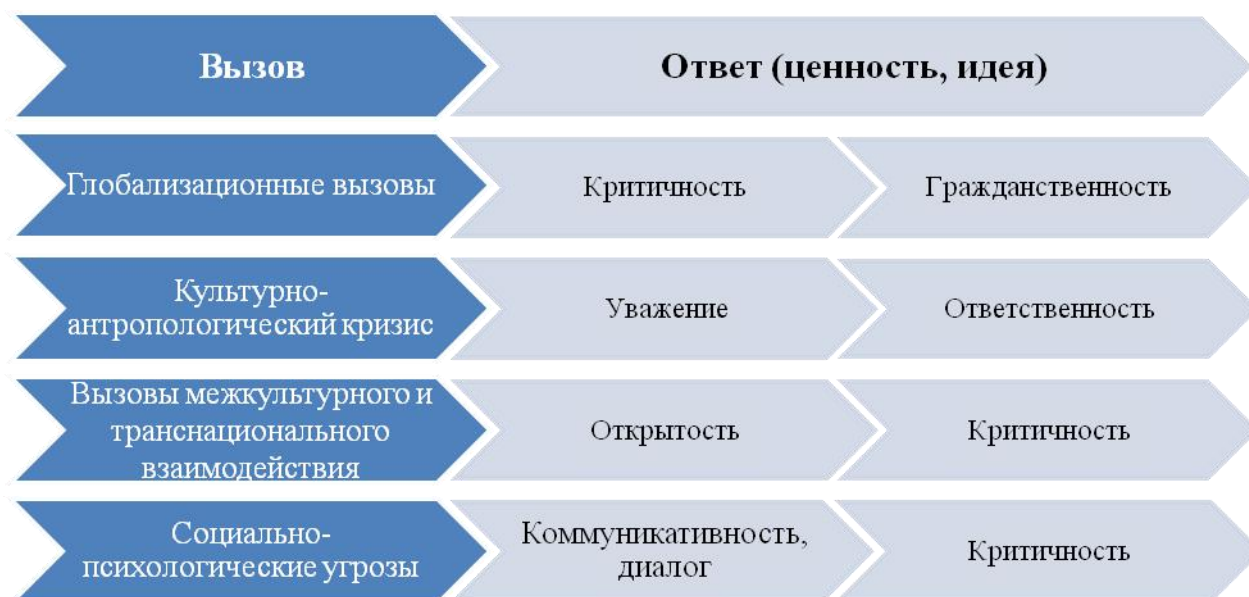 Вызов
Ответ (ценность, идея)
Глобализационные вызовы
Критичность
Гражданственность
Культурно-
антропологический кризис
Уважение
Ответственность
Вызовы межкультурного и
транснационального
взаимодействия
Открытость
Критичность
Социально-
психологические угрозы
Коммуникативность,
диалог
Критичность